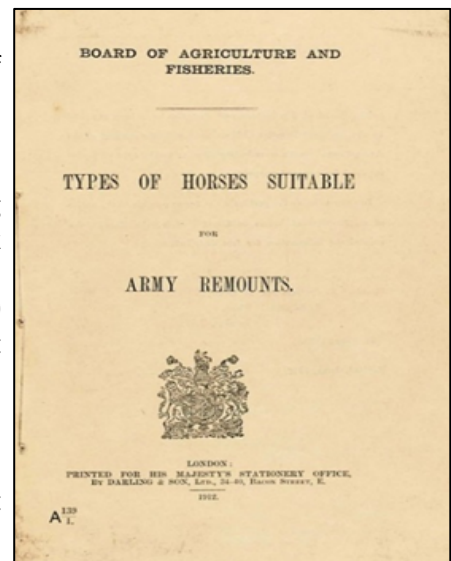 BOARD OF AGRICULTURE AND
FISHERIES.
TYPES OF HORSES SUITABLE
FOR
ARMY REMOUNTS.
LONDON:
PRINTED FOR HIS MAJESTY'S STATIONERY OFFICE,
BY DARLING & SON, LTD., 34-40, BACON STREET, E.
1912.
A 139
1.